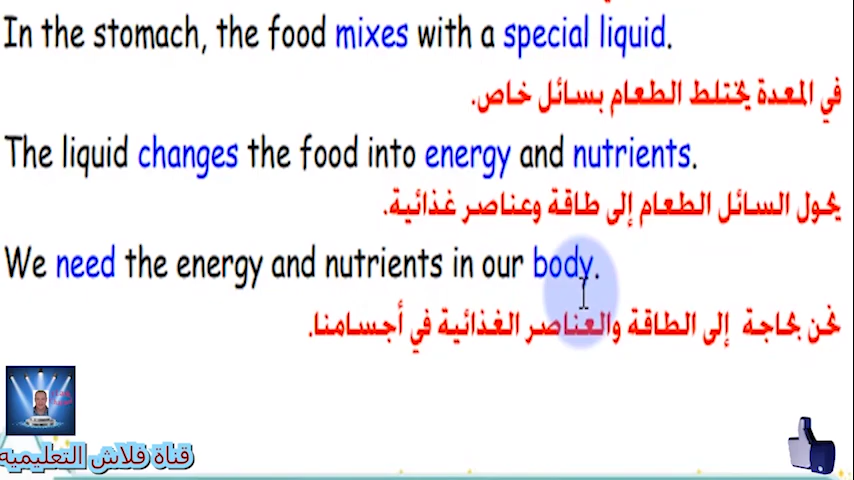 In the stomach, the food mixes with a special liquid.
في المعدة يختلط الطعام بسائل خاص.
The liquid changes the food into energy and nutrients.
يحول السائل الطعام إلى طاقة وعناصر غذائية.
We need the energy and nutrients in our body.
نحن بحاجة إلى الطاقة والعناصر الغذائية في أجسامنا.
قناة فلاش التعليمية